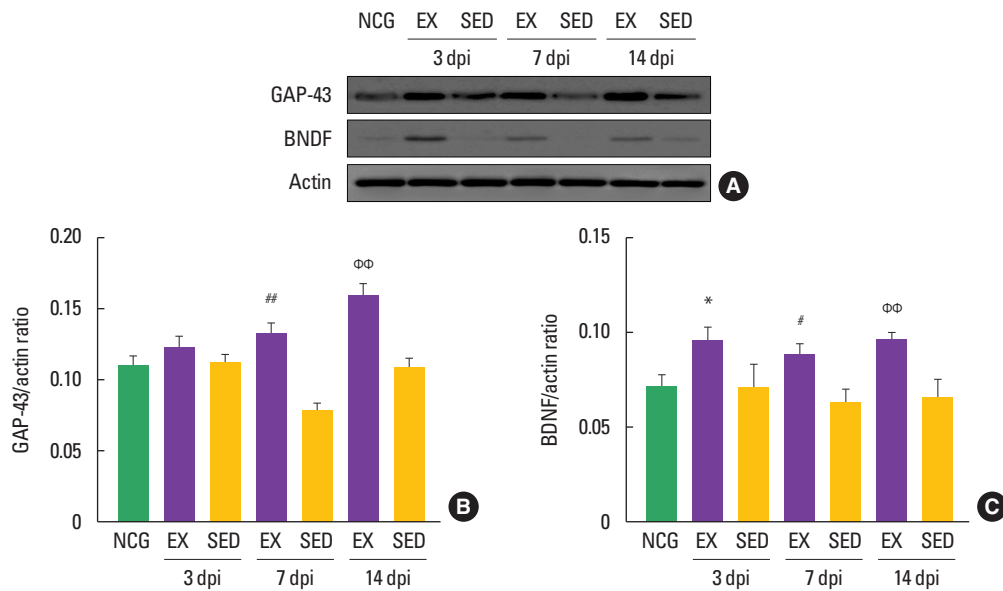 NCG EX SED EX SED EX SED
3 dpi 7 dpi 14 dpi
GAP-43
BNDF
Actin
A
GAP-43/actin ratio
0.20
0.15
0.10
0.05
0
## ΦΦ
NCG EX SED EX SED EX SED
3 dpi 7 dpi 14 dpi
B
BDNF/actin ratio
0.15
0.10
0.05
0
* # ΦΦ
NCG EX SED EX SED EX SED
3 dpi 7 dpi 14 dpi
C